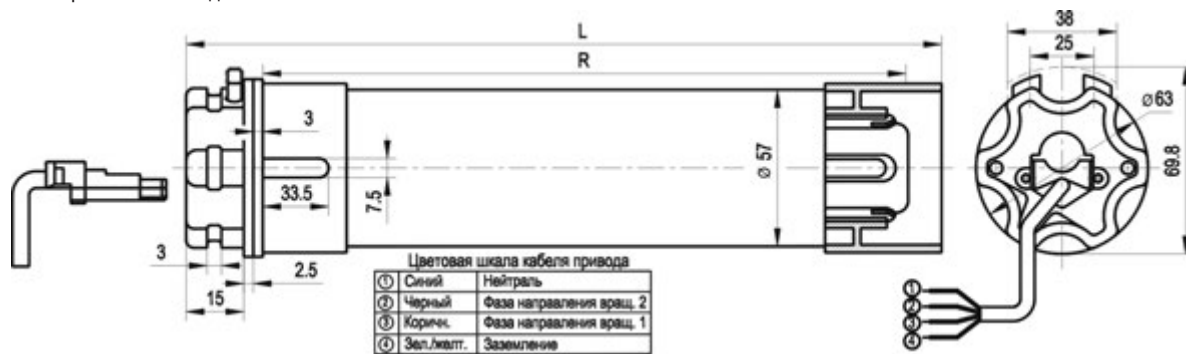 L
R
38
25
3
Ø 63
Ø 57
69.8
33.5
7.5
3
2.5
15
Цветовая шкала кабеля привода
① Синий Нейтраль
② Черный Фаза направления вращ. 2
③ Коричн. Фаза направления вращ. 1
④ Зел./желт. Заземление
①
②
③
④